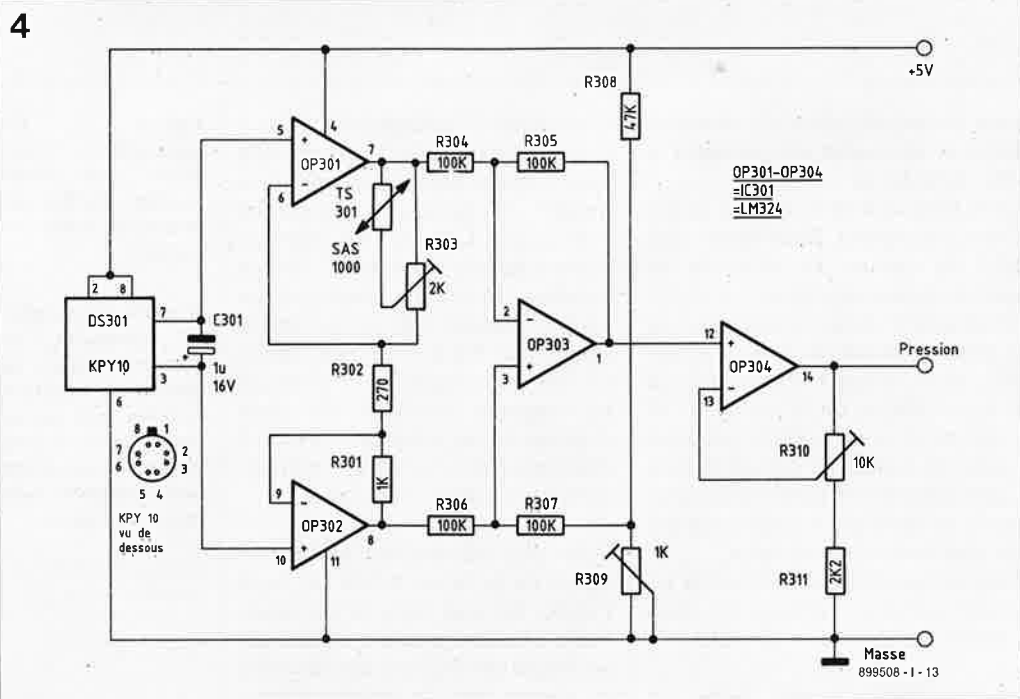 4
+5V
R308
47K
OP301-OP304
=IC301
=LM324
5
4
+
OP301
7
-
6
R304
100K
R305
100K
TS
301
SAS
1000
R303
2K
2
8
DS301
KPY10
7
3
6
C301
+
1u
16V
R302
270
2
-
OP303
+
3
1
12
+
OP304
-
13
14
Pression
8
1
7
2
6
3
5
4
KPY 10
vu de
dessous
R301
1K
9
-
OP302
+
10
11
8
R306
100K
R307
100K
R309
1K
R310
10K
R311
2K2
Masse
899508 - I - 13